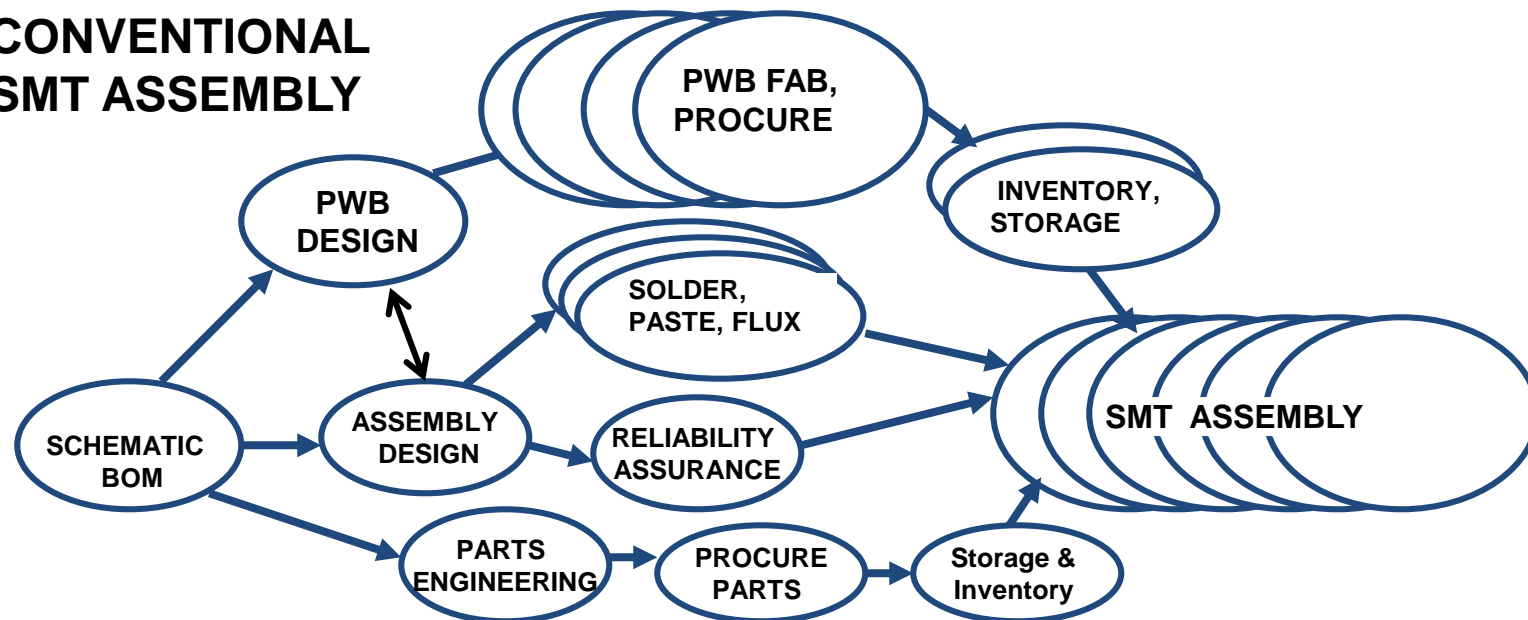 CONVENTIONAL
SMT ASSEMBLY
PWB FAB,
PROCURE
INVENTORY,
STORAGE
PWB
DESIGN
SOLDER,
PASTE, FLUX
SMT ASSEMBLY
SCHEMATIC
BOM
ASSEMBLY
DESIGN
RELIABILITY
ASSURANCE
PARTS
ENGINEERING
PROCURE
PARTS
Storage &
Inventory